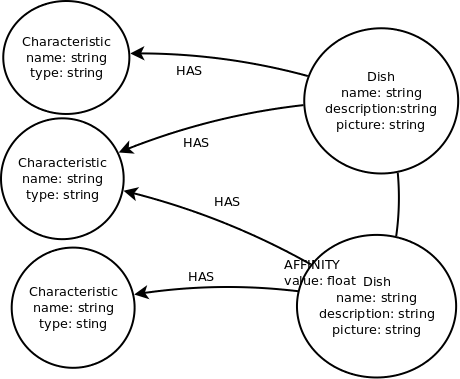 Characteristic
name: string
type: string
HAS
Dish
name: string
description:string
picture: string
HAS
Characteristic
name: string
type: string
HAS
AFFINITY
value: float
HAS
Characteristic
name: string
type: sting
Dish
name: string
description: string
picture: string